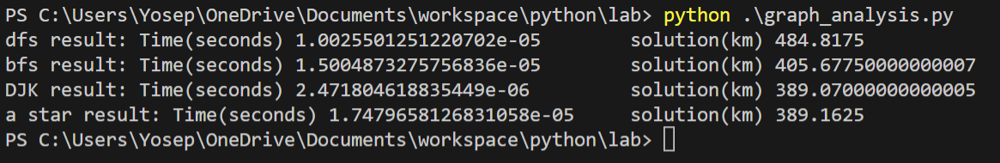 PS C:\Users\Yosep\OneDrive\Documents\workspace\python\lab> python .\graph_analysis.py
dfs result: Time(seconds) 1.0025501251220702e-05 solution(km) 484.8175
bfs result: Time(seconds) 1.5004873275756836e-05 solution(km) 405.67750000000007
DJK result: Time(seconds) 2.471804618835449e-06 solution(km) 389.07000000000005
a star result: Time(seconds) 1.7479658126831058e-05 solution(km) 389.1625
PS C:\Users\Yosep\OneDrive\Documents\workspace\python\lab>